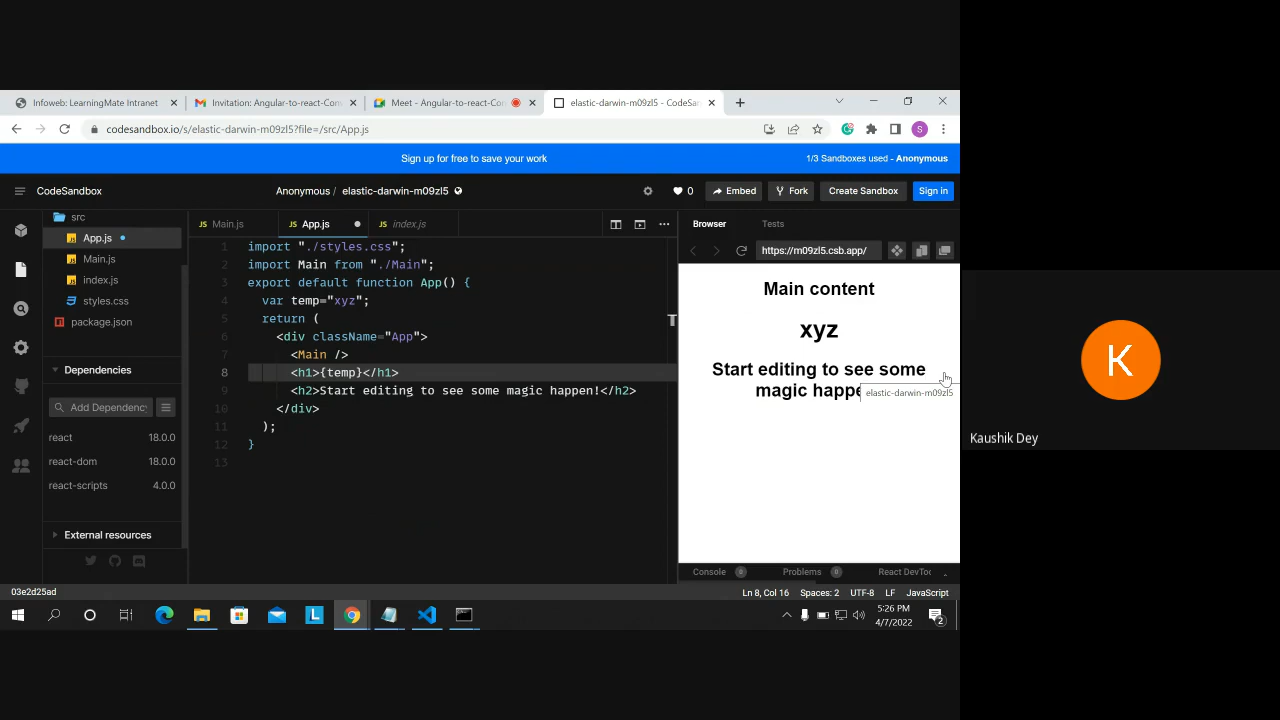 Infoweb: LearningMate Intranet
Invitation: Angular-to-react-Con
Meet - Angular-to-react-Co
elastic-darwin-m09zl5 - CodeSan
codesandbox.io/s/elastic-darwin-m09zl5?file=/src/App.js
S
Sign up for free to save your work
1/3 Sandboxes used - Anonymous
CodeSandbox
Anonymous / elastic-darwin-m09zl5
0
Embed
Fork
Create Sandbox
Sign in
src
App.js
Main.js
index.js
styles.css
package.json
Dependencies
Add Dependenc
react 18.0.0
react-dom 18.0.0
react-scripts 4.0.0
External resources
JS Main.js
JS App.js
JS index.js
1 import "./styles.css";
2 import Main from "./Main";
3 export default function App() {
4 var temp="xyz";
5 return (
6 <div className="App">
7 <Main />
8 <h1>{temp}</h1>
9 <h2>Start editing to see some magic happen!</h2>
10 </div>
11 );
12 }
13
Browser
Tests
https://m09zl5.csb.app/
Main content
xyz
Start editing to see some
magic happe
elastic-darwin-m09zl5
Console 0
Problems 0
React DevToo
03e2d25ad
Ln 8, Col 16
Spaces: 2
UTF-8
LF
JavaScript
L
5:26 PM
4/7/2022
2
K
Kaushik Dey